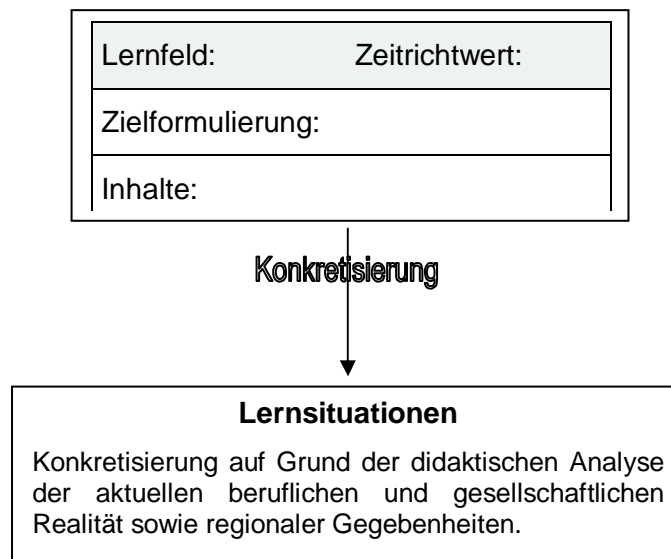 Lernfeld: Zeitrichtwert:
Zielformulierung:
Inhalte:
Konkretisierung
Lernsituationen
Konkretisierung auf Grund der didaktischen Analyse
der aktuellen beruflichen und gesellschaftlichen
Realität sowie regionaler Gegebenheiten.